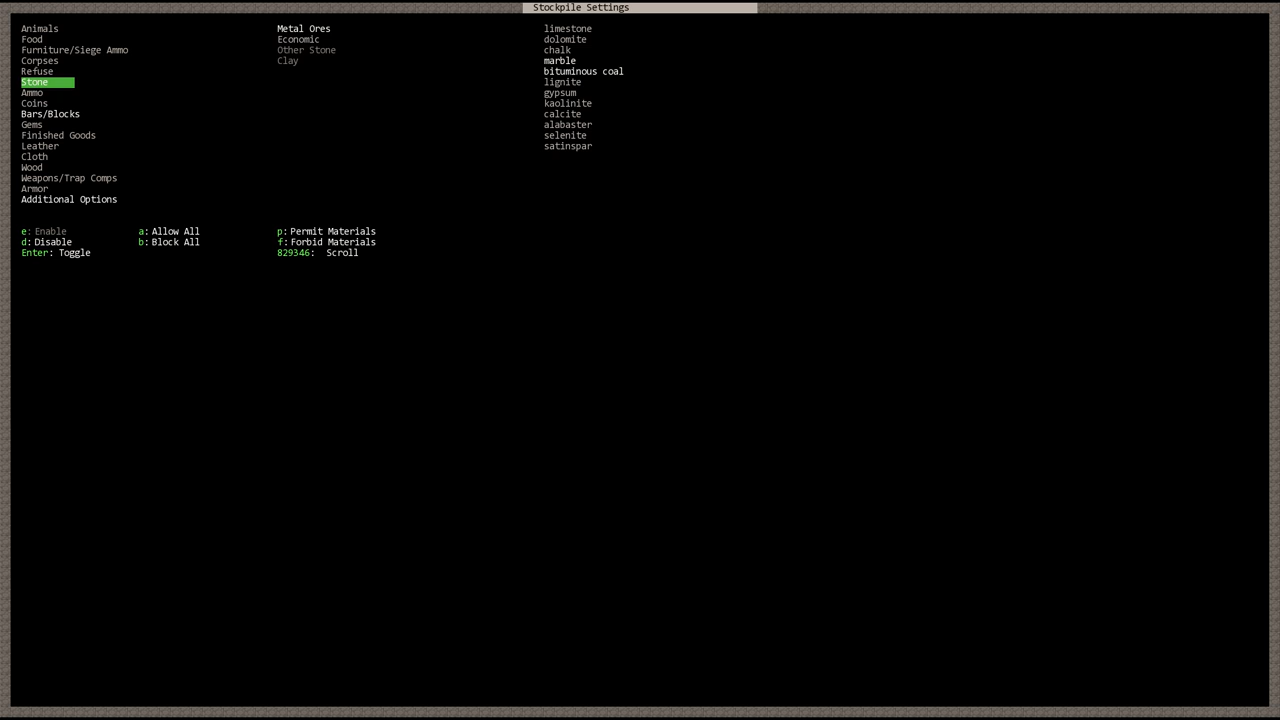 Stockpile Settings
Animals Metal Ores limestone
Food Economic dolomite
Furniture/Siege Ammo Other Stone chalk
Corpses Clay marble
Refuse bituminous coal
Stone lignite
Ammo gypsum
Coins kaolinite
Bars/Blocks calcite
Gems alabaster
Finished Goods selenite
Leather satinspar
Cloth
Wood
Weapons/Trap Comps
Armor
Additional Options
e: Enable a: Allow All p: Permit Materials
d: Disable b: Block All f: Forbid Materials
Enter: Toggle 829346: Scroll